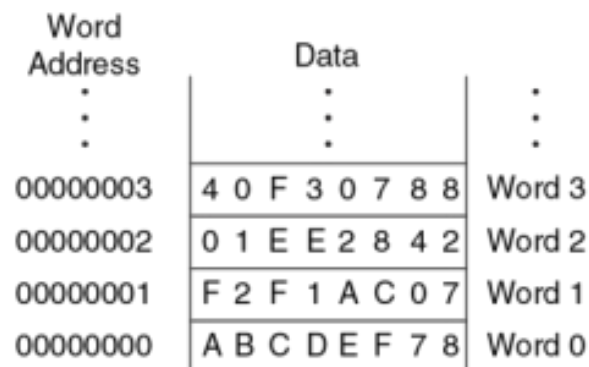 Word
Address Data
00000003 4 0 F 3 0 7 8 8 Word 3
00000002 0 1 E E 2 8 4 2 Word 2
00000001 F 2 F 1 A C 0 7 Word 1
00000000 A B C D E F 7 8 Word 0